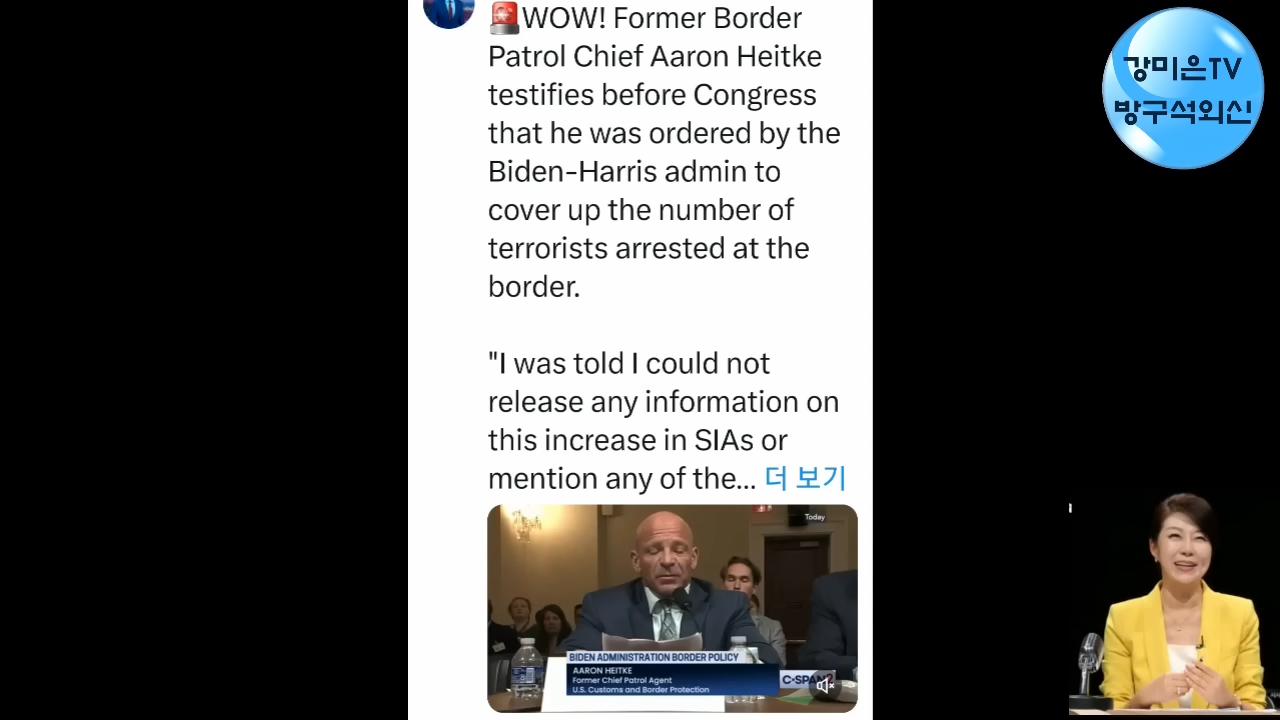 🚨WOW! Former Border
Patrol Chief Aaron Heitke
testifies before Congress
that he was ordered by the
Biden-Harris admin to
cover up the number of
terrorists arrested at the
border.
"I was told I could not
release any information on
this increase in SIAs or
mention any of the... 더 보기
Today
BIDEN ADMINISTRATION BORDER POLICY
AARON HEITKE
Former Chief Patrol Agent
U.S. Customs and Border Protection
C-SPAN
강미은TV
방구석외신